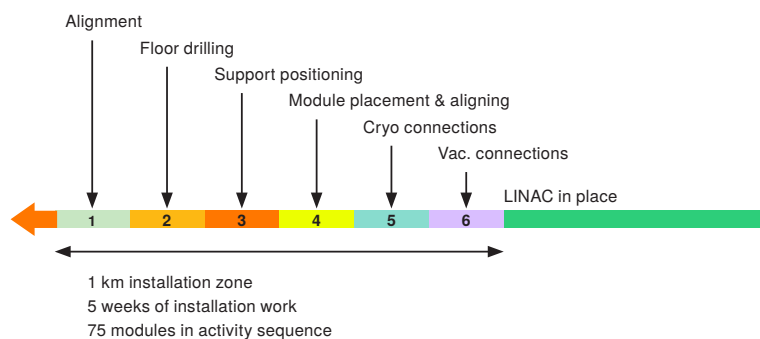 Alignment
Floor drilling
Support positioning
Module placement & aligning
Cryo connections
Vac. connections
LINAC in place
1 2 3 4 5 6
1 km installation zone
5 weeks of installation work
75 modules in activity sequence